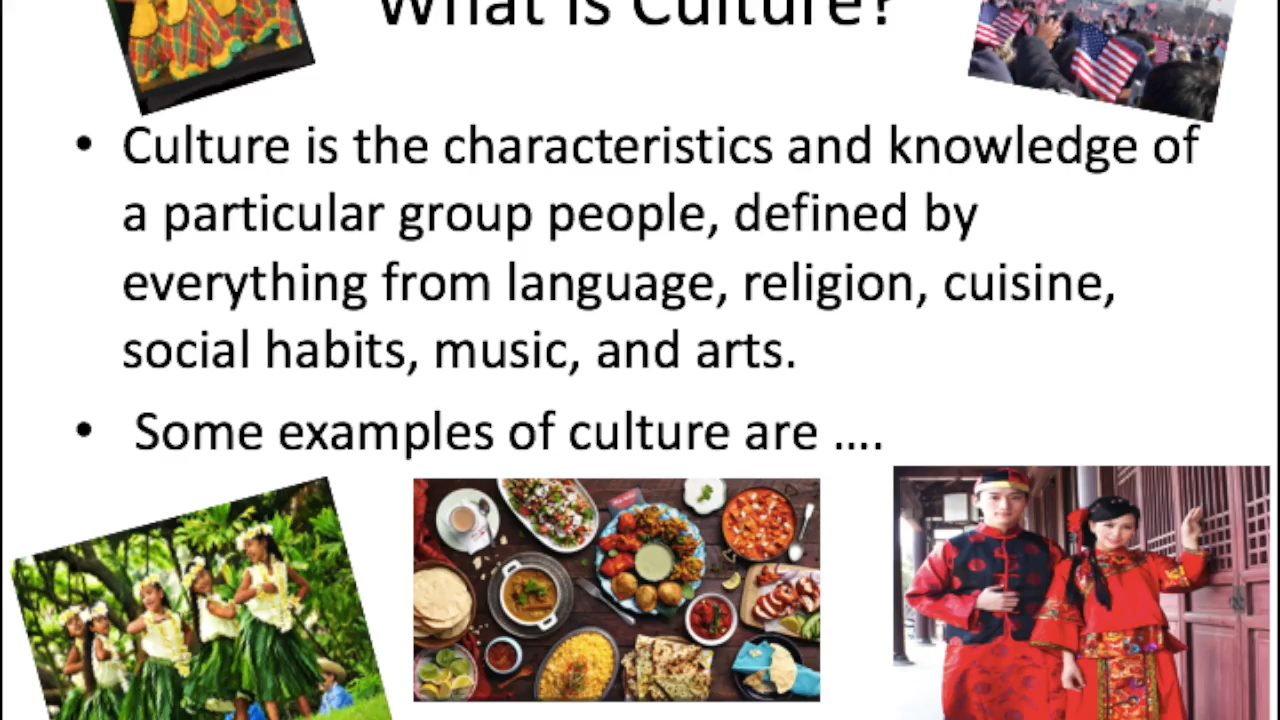 What is Culture?
• Culture is the characteristics and knowledge of
a particular group people, defined by
everything from language, religion, cuisine,
social habits, music, and arts.
• Some examples of culture are ....